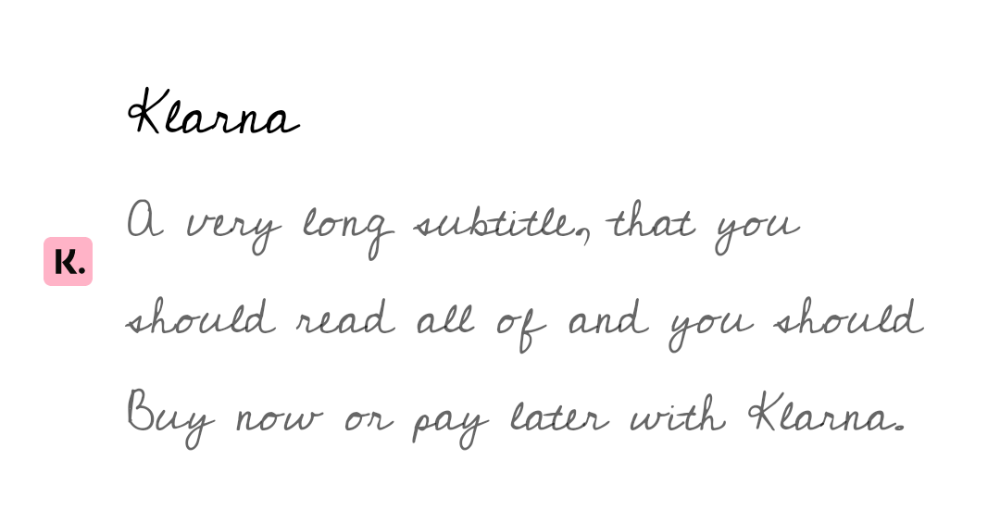 Klarna
A very long subtitle, that you
K.
should read all of and you should
Buy now or pay later with Klarna.